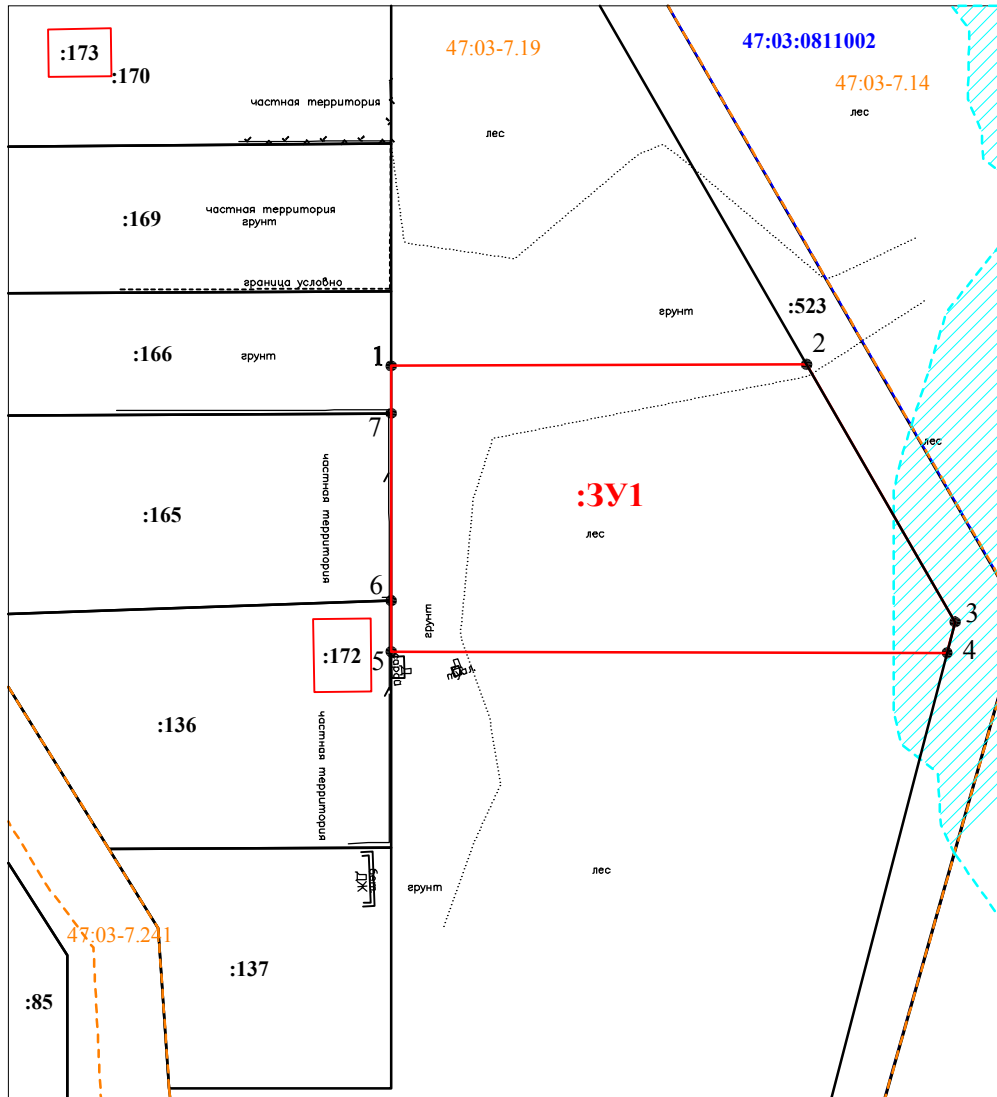 47:03-7.19
47:03:0811002
:173
:170
47:03-7.14
частная территория
лес
лес
:169
частная территория
грунт
граница условно
грунт
:523
:166
грунт
1
2
7
лес
частная территория
:ЗУ1
:165
лес
6
3
грунт
:172
5
4
туал.
:136
частная территория
грунт
лес
ДЖ
47:03-7.241
:137
:85